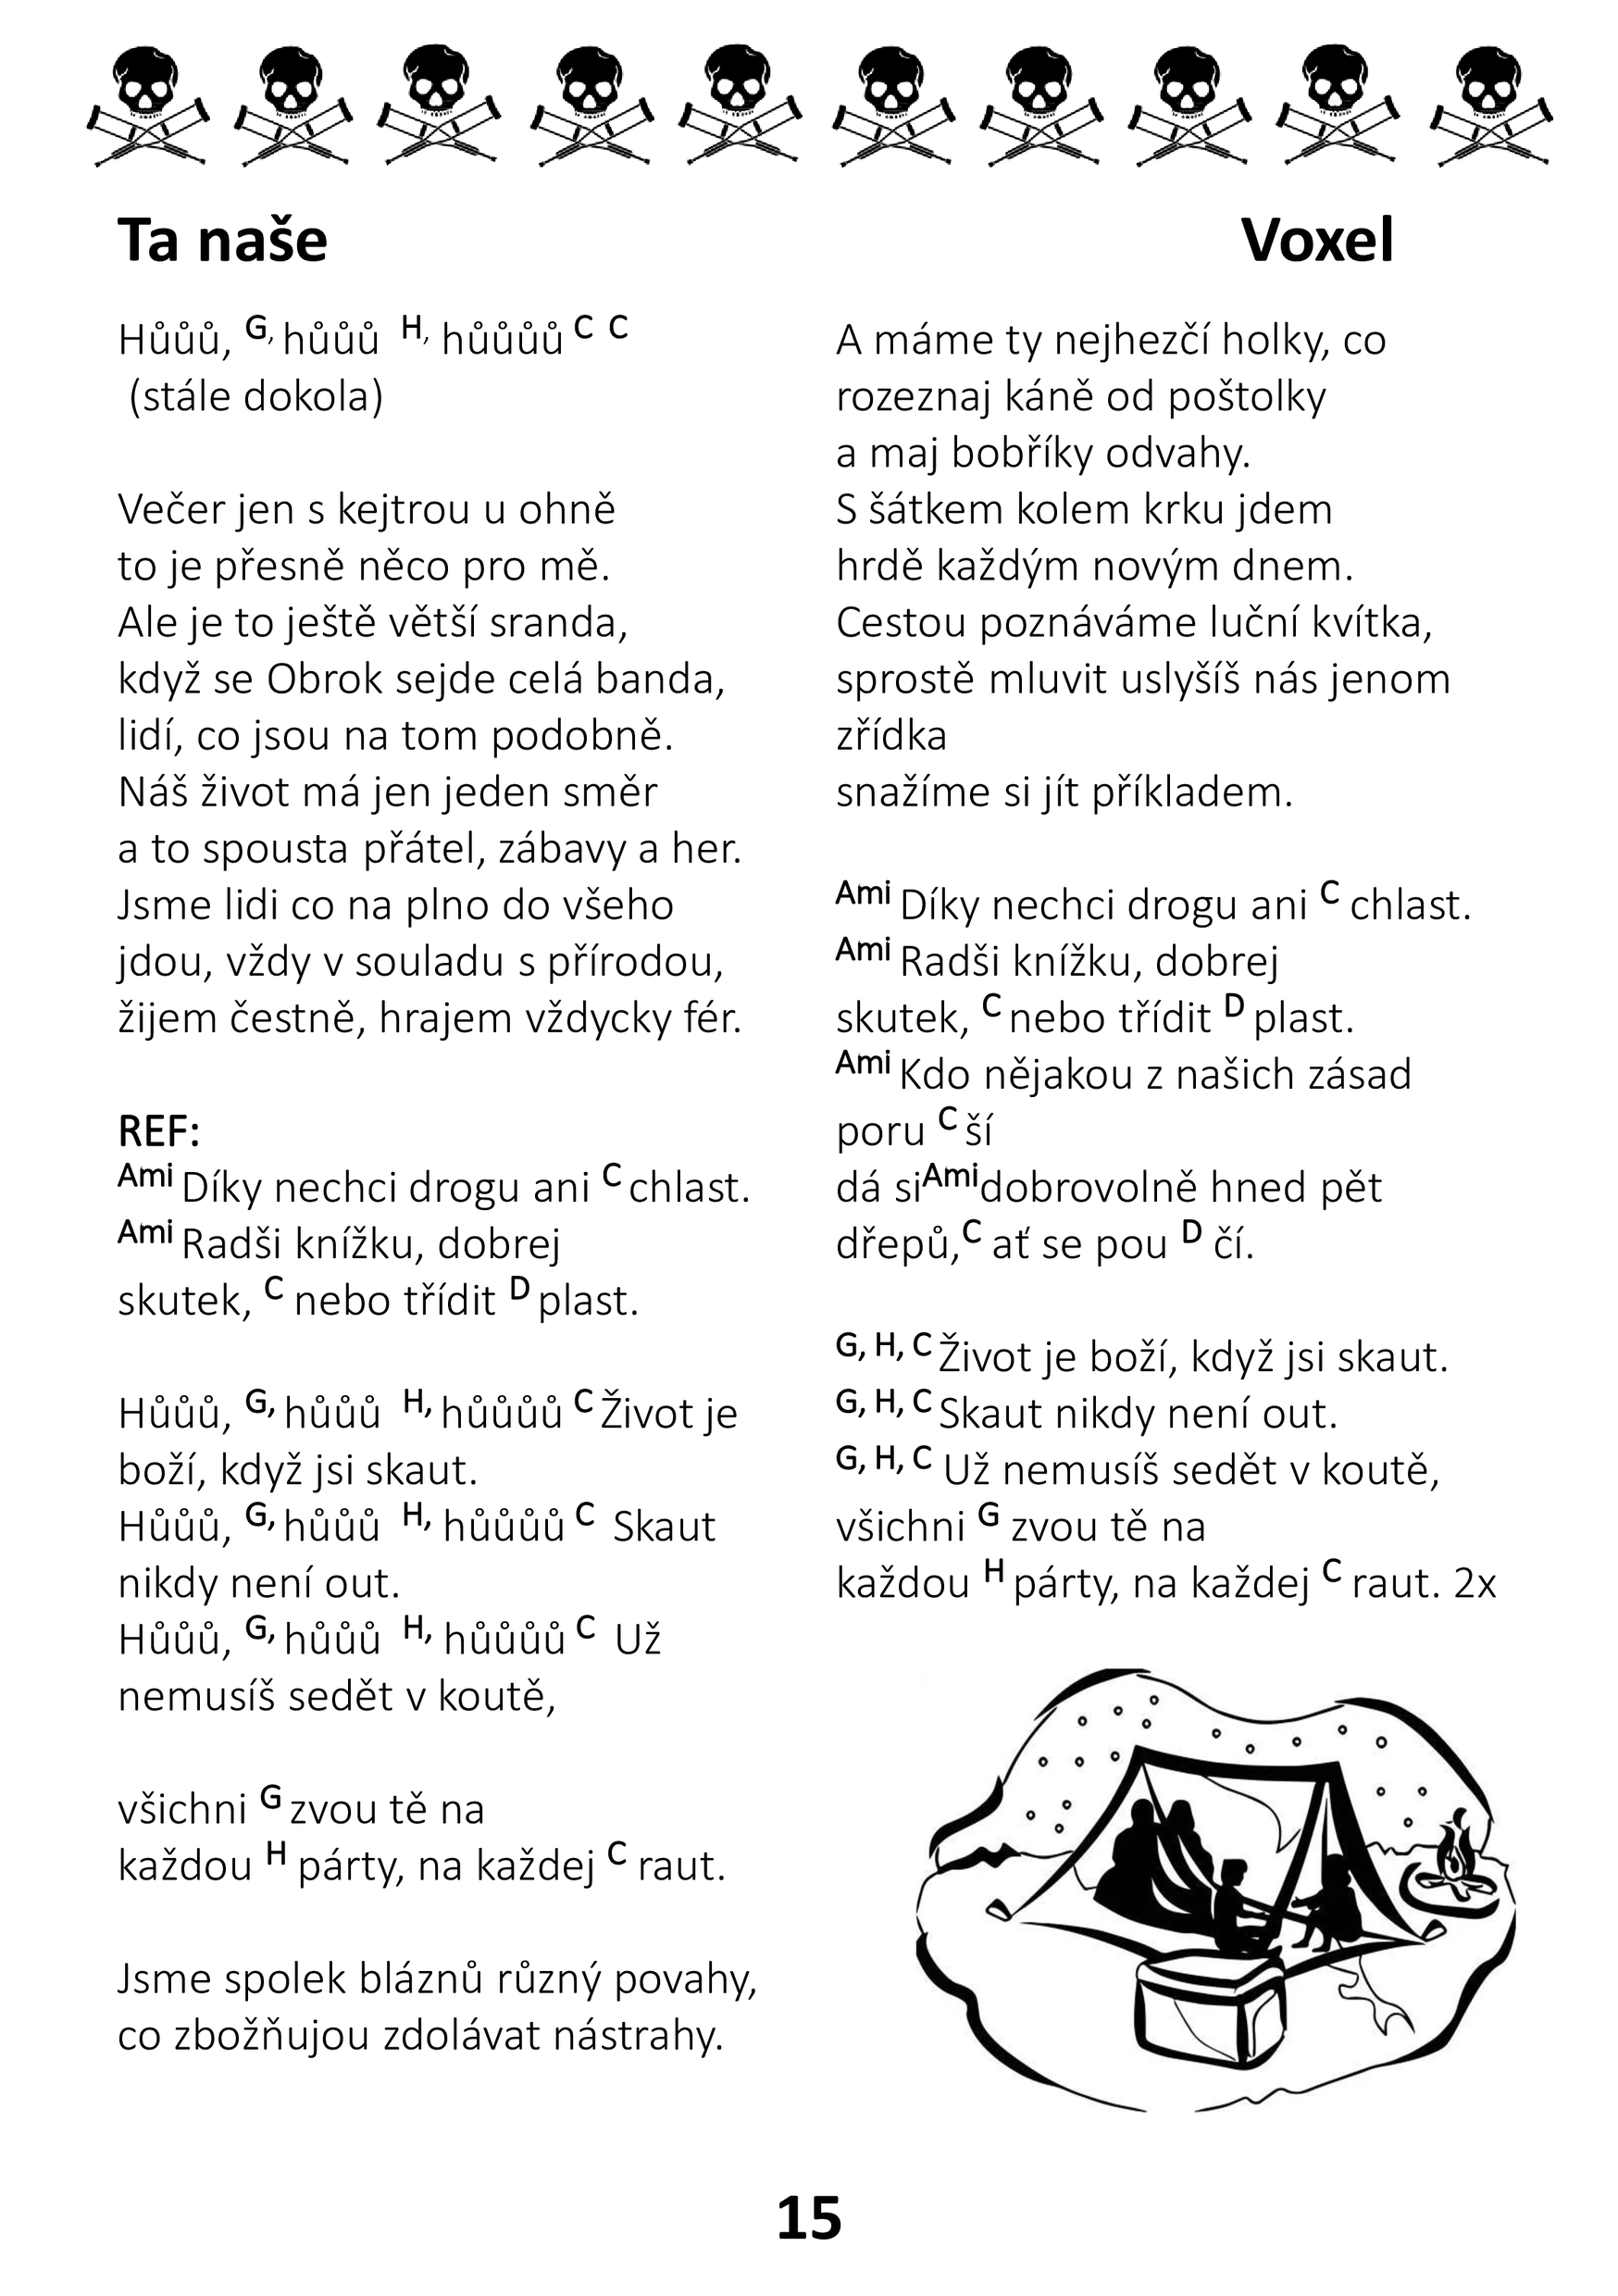 Ta naše
Voxel
Hůůů, G, hůůů H, hůůůů C C
(stále dokola)
Večer jen s kejtrou u ohně
to je přesně něco pro mě.
Ale je to ještě větší sranda,
když se Obrok sejde celá banda,
lidí, co jsou na tom podobně.
Náš život má jen jeden směr
a to spousta přátel, zábavy a her.
Jsme lidi co na plno do všeho
jdou, vždy v souladu s přírodou,
žijem čestně, hrajem vždycky fér.
REF:
Ami Díky nechci drogu ani C chlast.
Ami Radši knížku, dobrej
skutek, C nebo třídit D plast.
Hůůů, G, hůůů H, hůůůů C Život je
boží, když jsi skaut.
Hůůů, G, hůůů H, hůůůů C Skaut
nikdy není out.
Hůůů, G, hůůů H, hůůůů C Už
nemusíš sedět v koutě,
všichni G zvou tě na
každou H párty, na každej C raut.
Jsme spolek bláznů různý povahy,
co zbožňujou zdolávat nástrahy.
A máme ty nejhezčí holky, co
rozeznaj káně od poštolky
a maj bobříky odvahy.
S šátkem kolem krku jdem
hrdě každým novým dnem.
Cestou poznáváme luční kvítka,
sprostě mluvit uslyšíš nás jenom
zřídka
snažíme si jít příkladem.
Ami Díky nechci drogu ani C chlast.
Ami Radši knížku, dobrej
skutek, C nebo třídit D plast.
Ami Kdo nějakou z našich zásad
poru C ší
dá si Ami dobrovolně hned pět
dřepů, C ať se pou D čí.
G, H, C Život je boží, když jsi skaut.
G, H, C Skaut nikdy není out.
G, H, C Už nemusíš sedět v koutě,
všichni G zvou tě na
každou H párty, na každej C raut. 2x
15